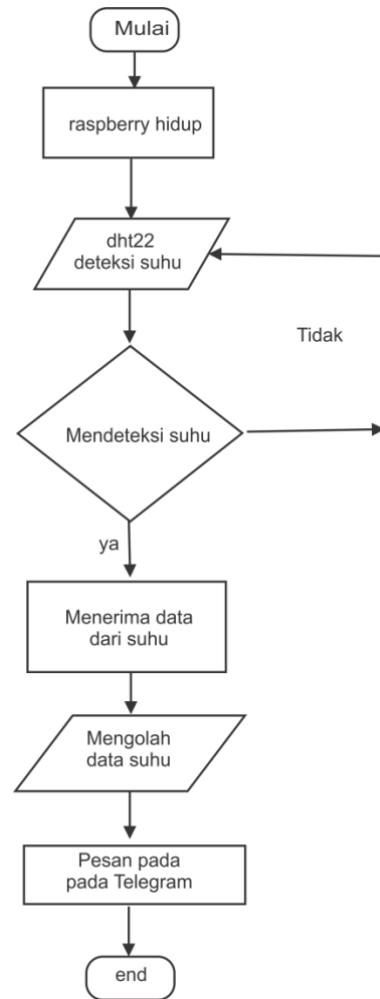 Mulai
raspberry hidup
dht22
deteksi suhu
Tidak
Mendeteksi suhu
ya
Menerima data
dari suhu
Mengolah
data suhu
Pesan pada
pada Telegram
end